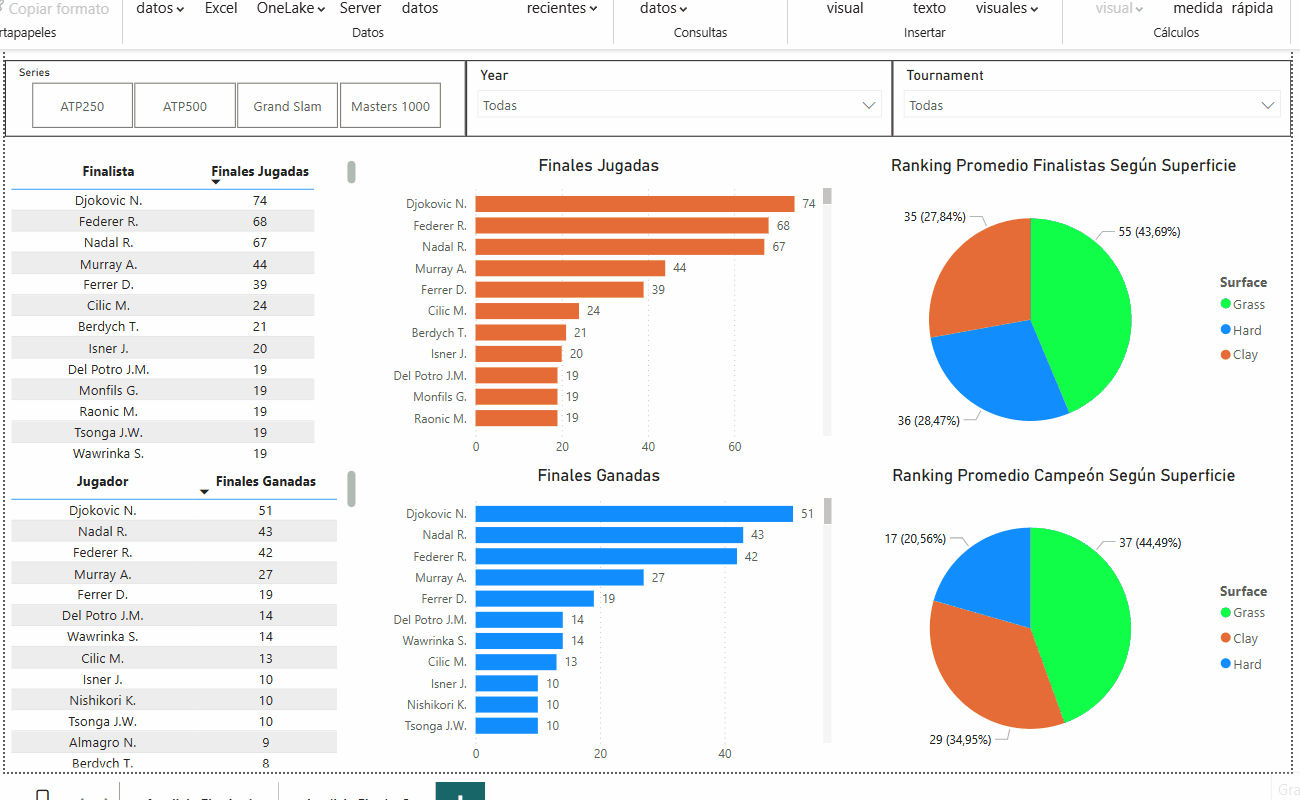 Copiar formato
datos
Excel
OneLake
Server
datos
recientes
datos
visual
texto
visuales
visual
medida
rápida
rtapapeles
Datos
Consultas
Insertar
Cálculos
Series
ATP250
ATP500
Grand Slam
Masters 1000
Year
Todas
Tournament
Todas
Finalista Finales Jugadas
Djokovic N. 74
Federer R. 68
Nadal R. 67
Murray A. 44
Ferrer D. 39
Cilic M. 24
Berdych T. 21
Isner J. 20
Del Potro J.M. 19
Monfils G. 19
Raonic M. 19
Tsonga J.W. 19
Wawrinka S. 19
Finales Jugadas
Djokovic N. 74
Federer R. 68
Nadal R. 67
Murray A. 44
Ferrer D. 39
Cilic M. 24
Berdych T. 21
Isner J. 20
Del Potro J.M. 19
Monfils G. 19
Raonic M. 19
0 20 40 60
Ranking Promedio Finalistas Según Superficie
35 (27,84%)
55 (43,69%)
36 (28,47%)
Surface
Grass
Hard
Clay
Jugador Finales Ganadas
Djokovic N. 51
Nadal R. 43
Federer R. 42
Murray A. 27
Ferrer D. 19
Del Potro J.M. 14
Wawrinka S. 14
Cilic M. 13
Isner J. 10
Nishikori K. 10
Tsonga J.W. 10
Almagro N. 9
Berdych T. 8
Finales Ganadas
Djokovic N. 51
Nadal R. 43
Federer R. 42
Murray A. 27
Ferrer D. 19
Del Potro J.M. 14
Wawrinka S. 14
Cilic M. 13
Isner J. 10
Nishikori K. 10
Tsonga J.W. 10
0 20 40
Ranking Promedio Campeón Según Superficie
17 (20,56%)
37 (44,49%)
29 (34,95%)
Surface
Grass
Clay
Hard
Gra